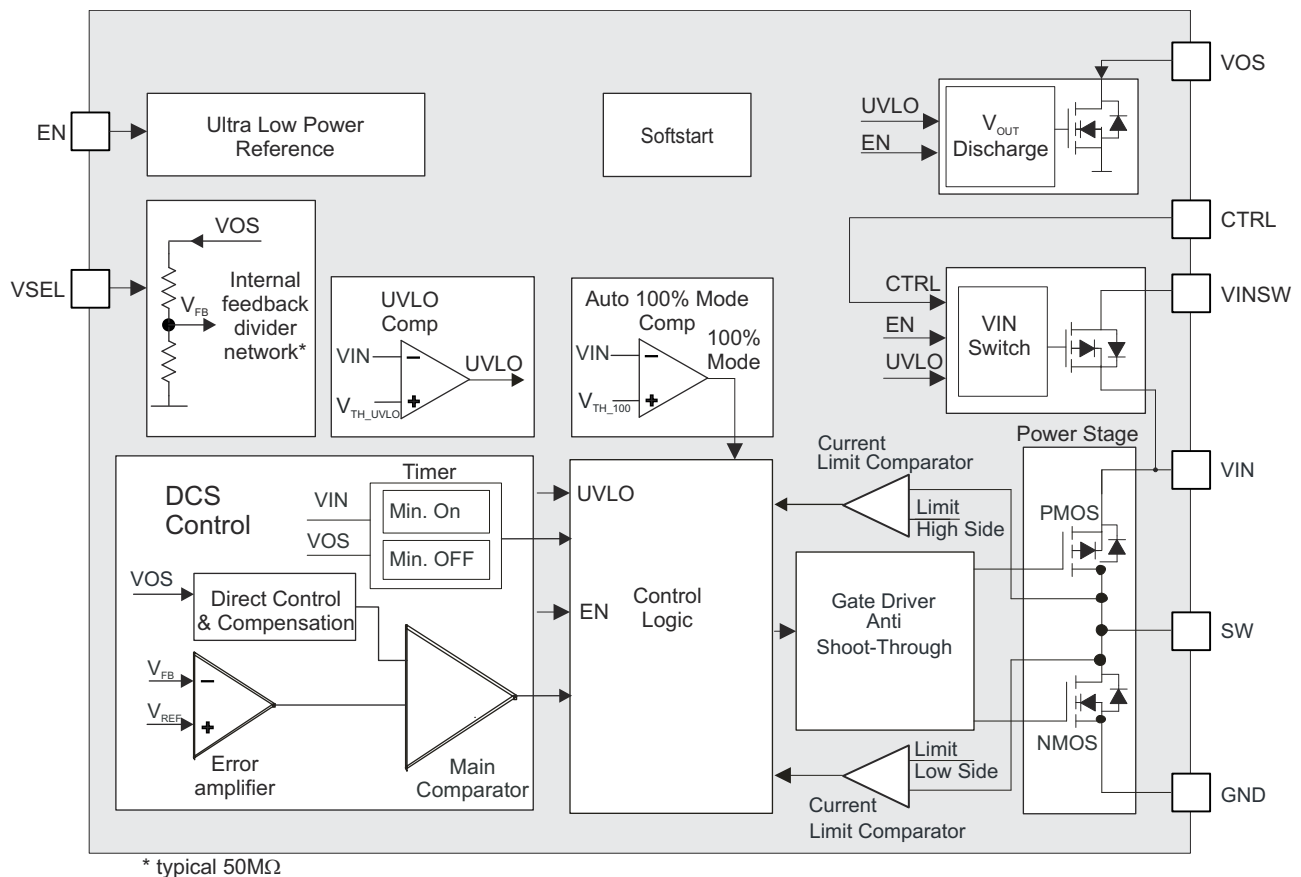 VOS
EN
Ultra Low Power
Reference
Softstart
UVLO
EN
VOUT
Discharge
CTRL
VSEL
VOS
VFB
Internal
feedback
divider
network*
UVLO
Comp
VIN
VTH_UVLO
UVLO
Auto 100% Mode
Comp
100%
Mode
VIN
VTH_100
CTRL
EN
UVLO
VIN
Switch
VINSW
Power Stage
VIN
DCS
Control
Timer
VIN
VOS
Min. On
Min. OFF
VOS
Direct Control
& Compensation
VFB
VREF
Error
amplifier
Main
Comparator
UVLO
EN
Control
Logic
Current
Limit Comparator
Limit
High Side
Gate Driver
Anti
Shoot-Through
PMOS
SW
NMOS
Limit
Low Side
Current
Limit Comparator
GND
* typical 50MΩ